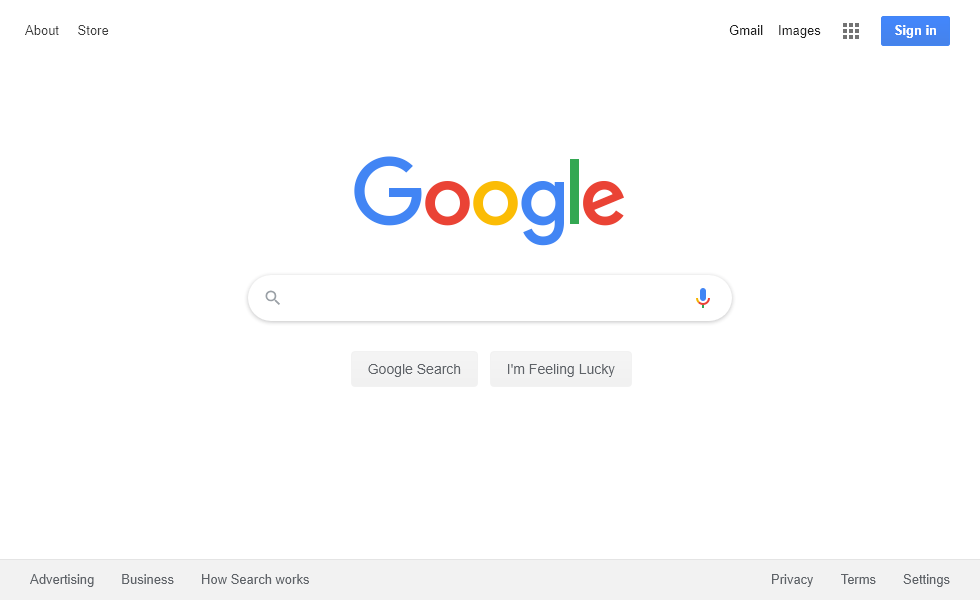 About Store Gmail Images Sign in
Google
Google Search I'm Feeling Lucky
Advertising Business How Search works Privacy Terms Settings